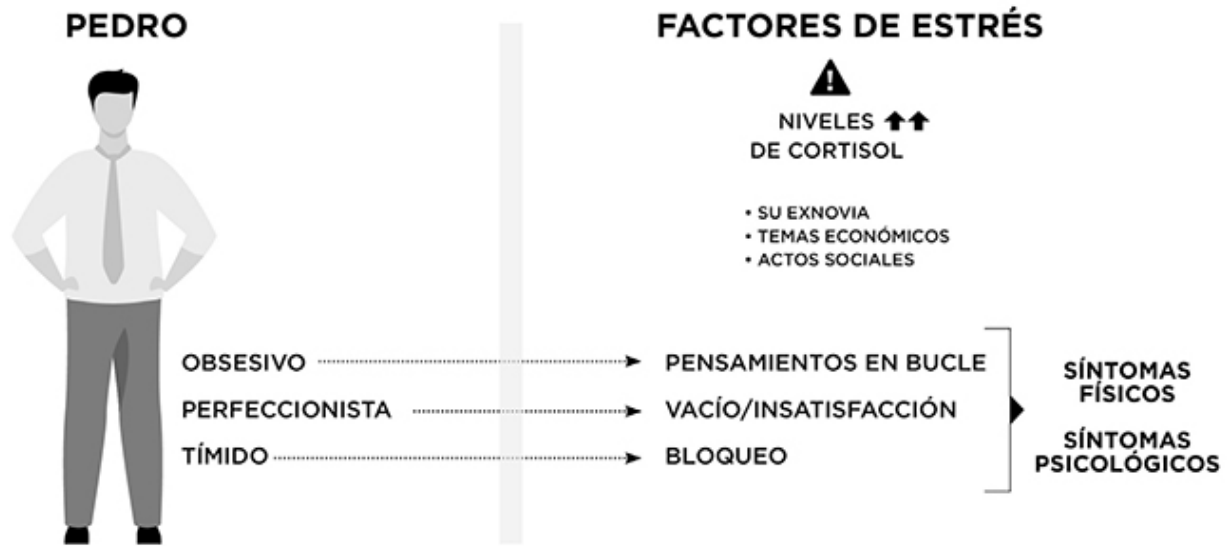 PEDRO
FACTORES DE ESTRÉS
NIVELES
DE CORTISOL
• SU EXNOVIA
• TEMAS ECONÓMICOS
• ACTOS SOCIALES
OBSESIVO
PENSAMIENTOS EN BUCLE
PERFECCIONISTA
VACÍO/INSATISFACCIÓN
TÍMIDO
BLOQUEO
SÍNTOMAS
FÍSICOS
SÍNTOMAS
PSICOLÓGICOS